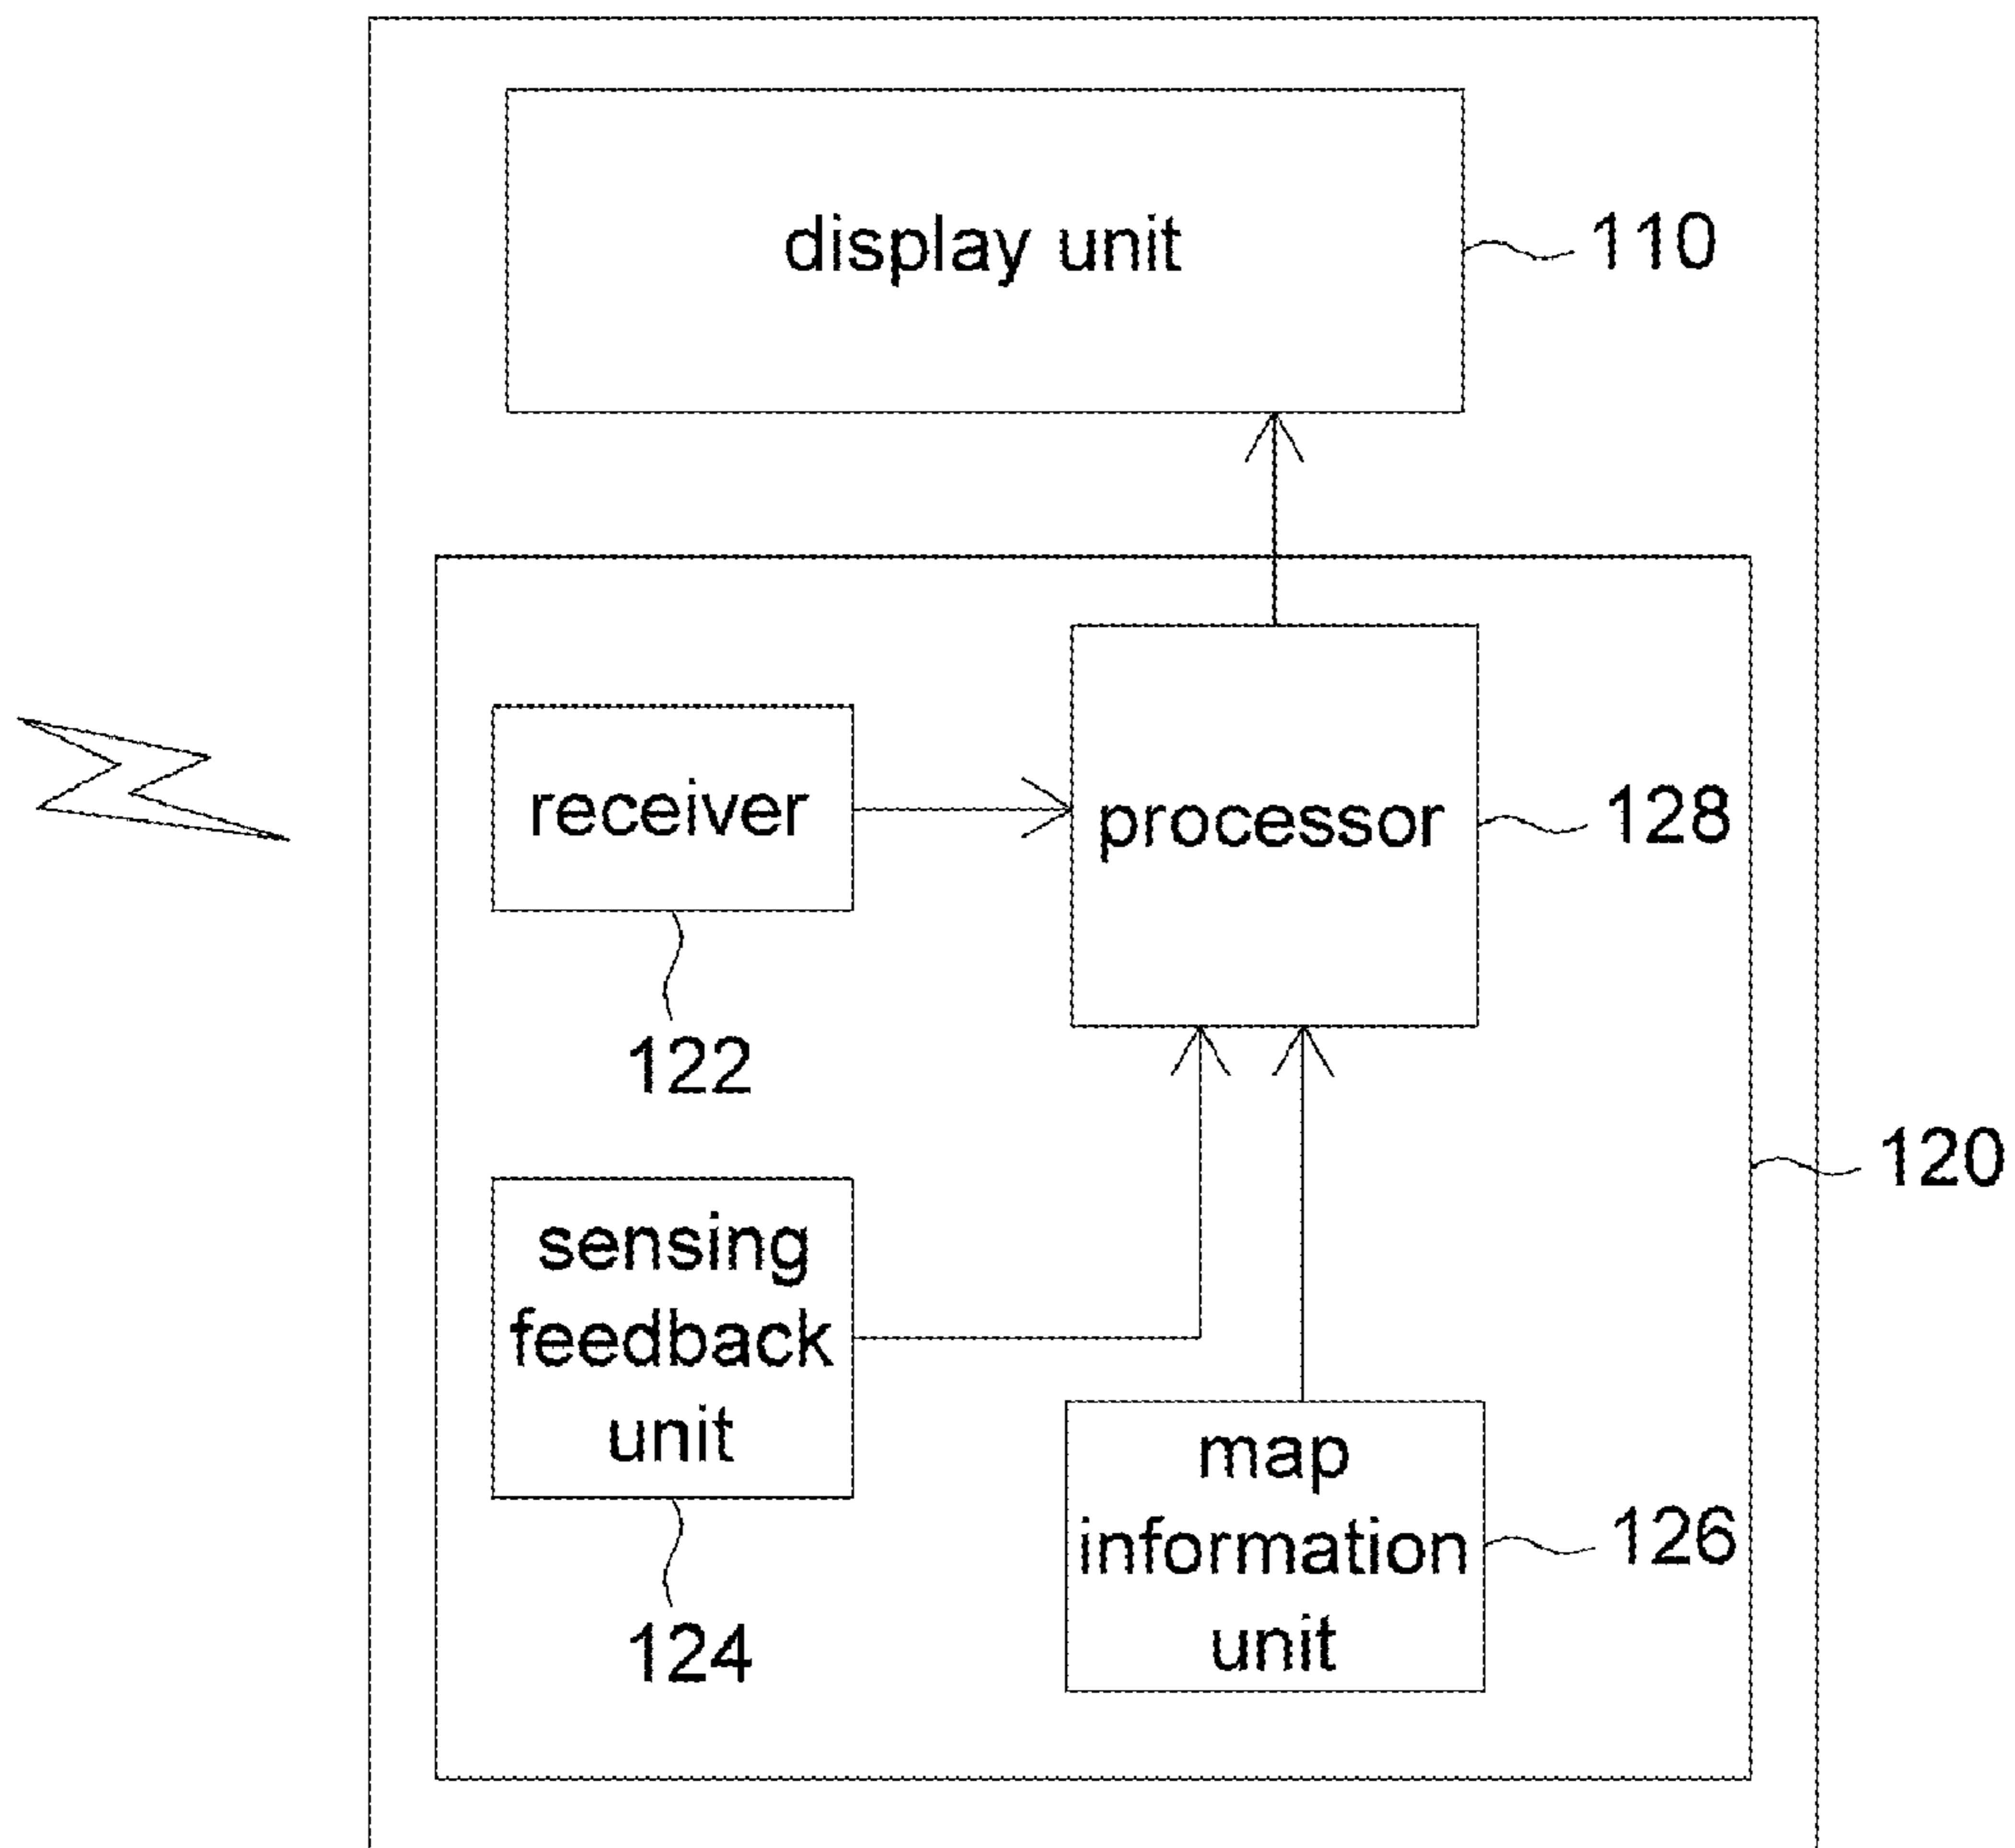 display unit
110
receiver
processor
128
122
120
sensing
feedback
unit
124
map
information
unit
126